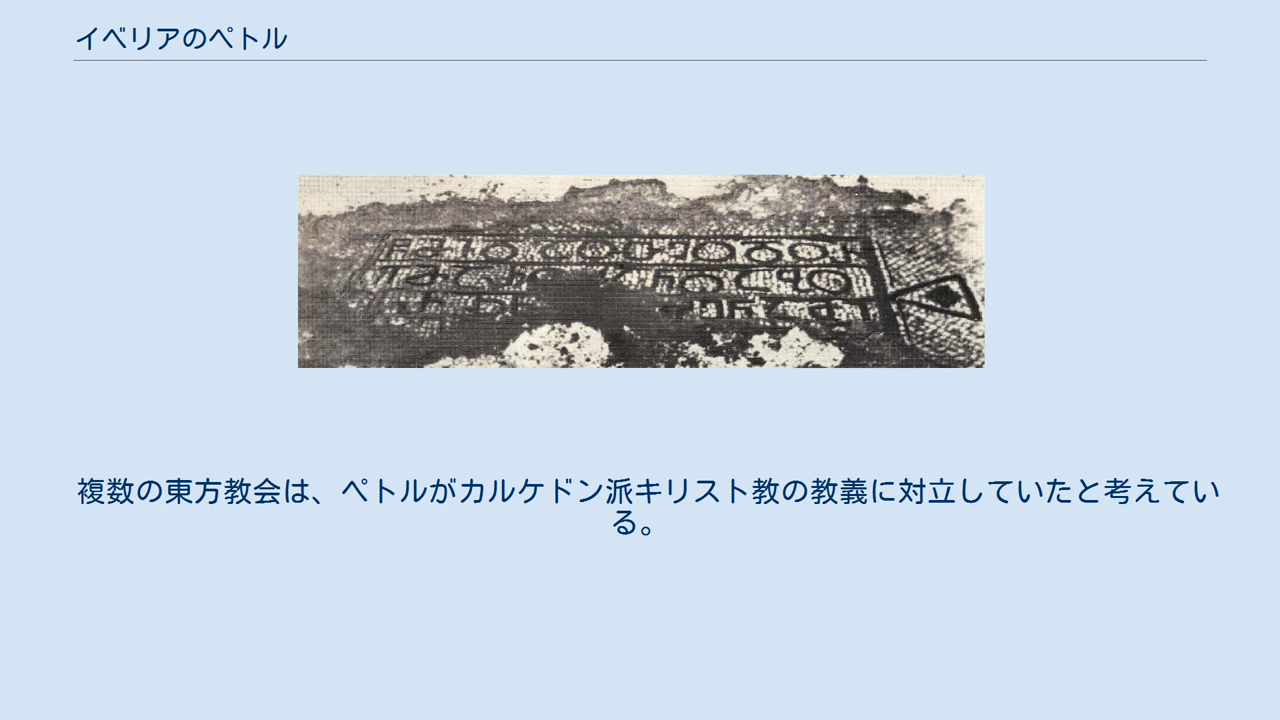 イベリアのペトル
複数の東方教会は、ペトルがカルケドン派キリスト教の教義に対立していたと考えてい
る。